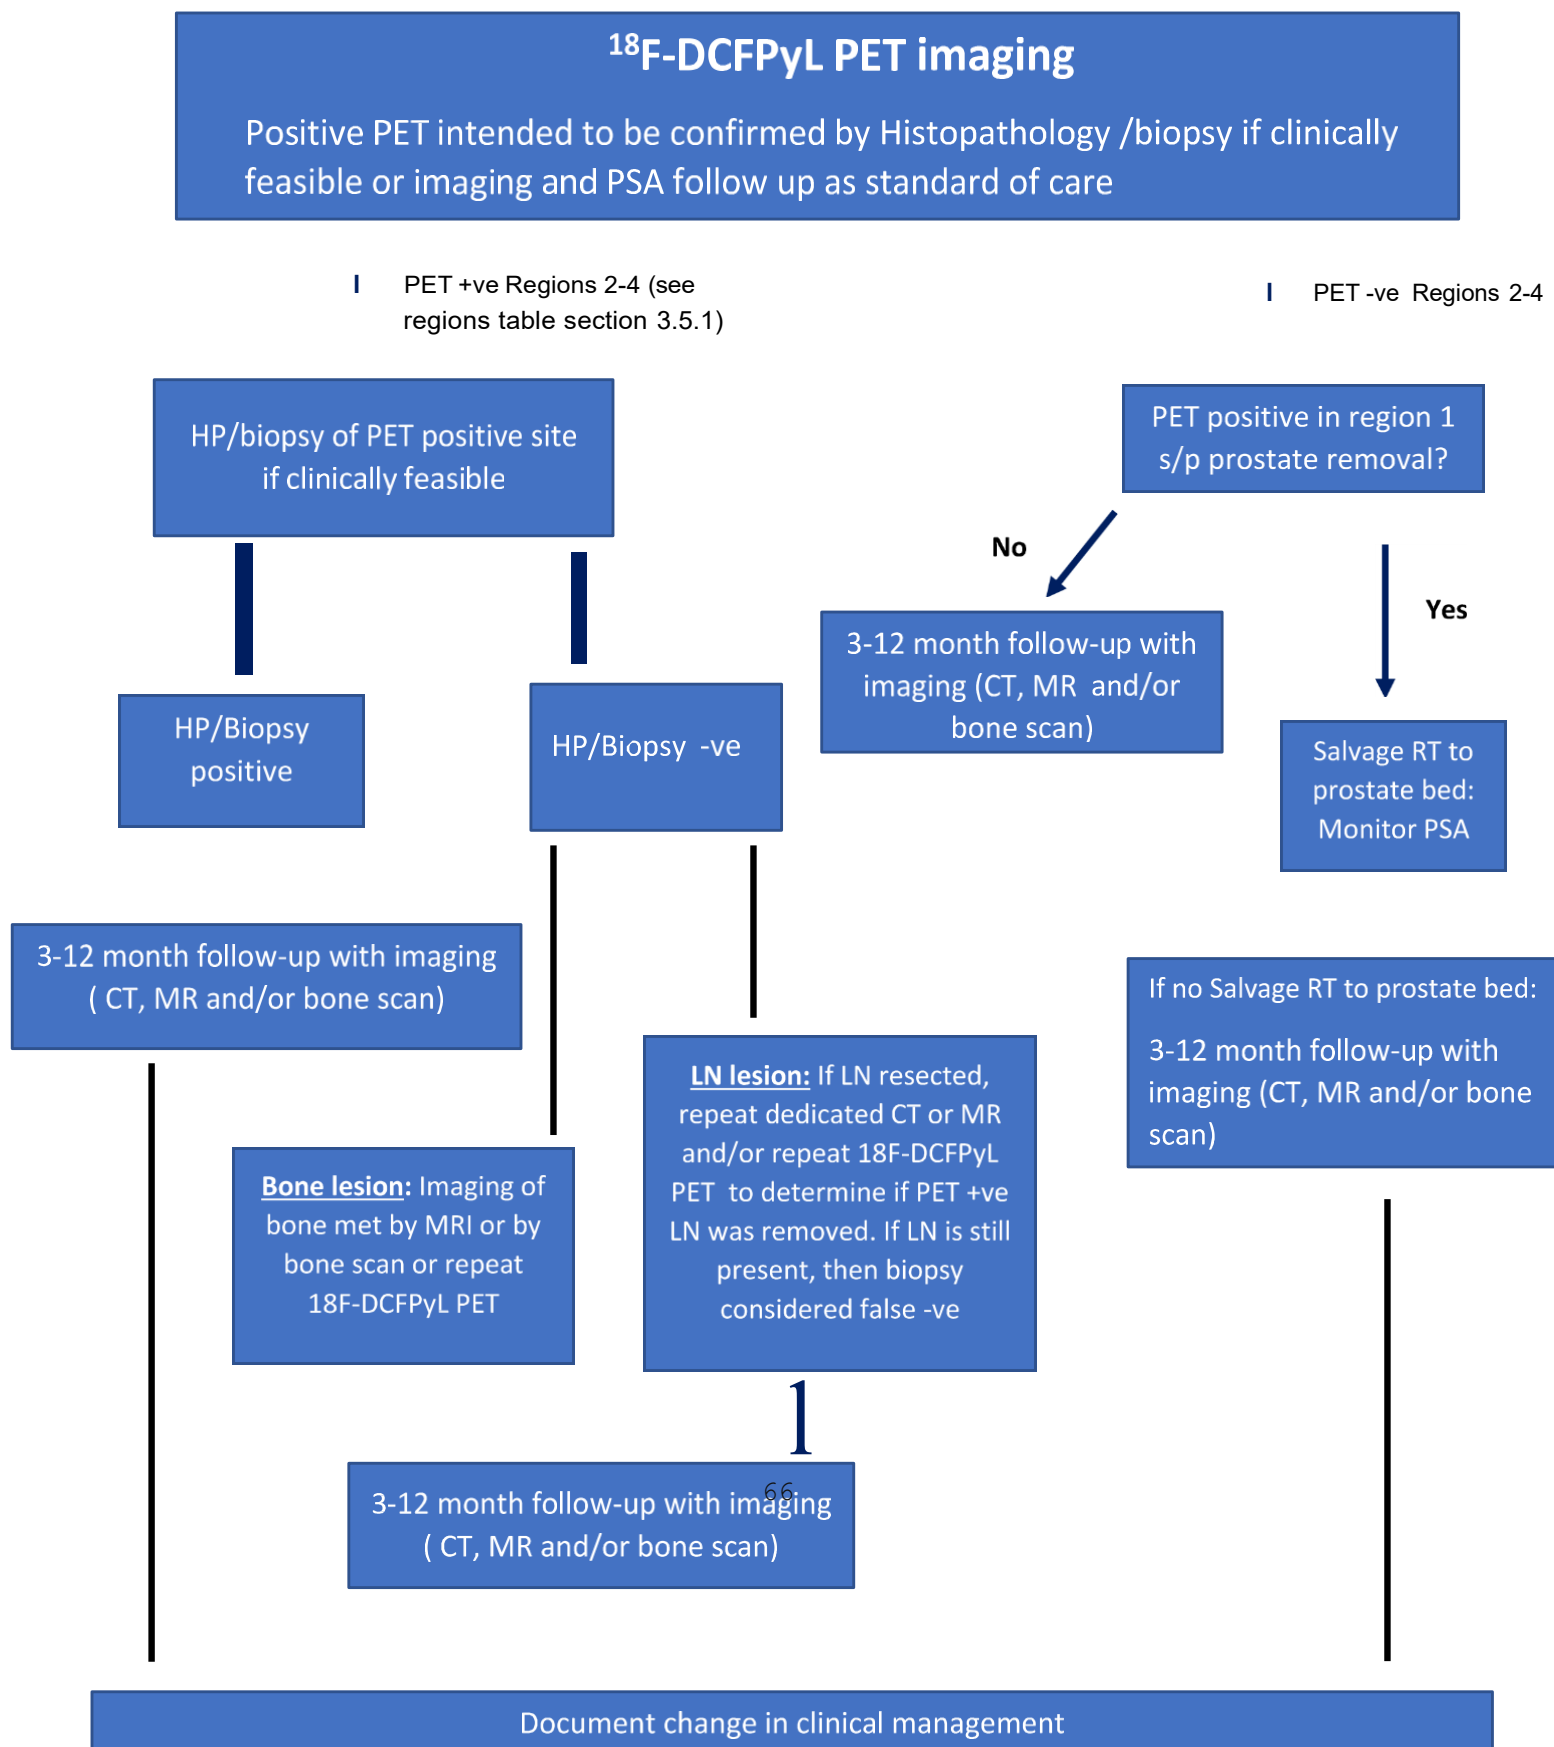 18F-DCFPyL PET imaging
Positive PET intended to be confirmed by Histopathology /biopsy if clinically
feasible or imaging and PSA follow up as standard of care
PET +ve Regions 2-4 (see
regions table section 3.5.1)
PET -ve Regions 2-4
HP/biopsy of PET positive site
if clinically feasible
PET positive in region 1
s/p prostate removal?
No
Yes
HP/Biopsy
positive
HP/Biopsy -ve
3-12 month follow-up with
imaging (CT, MR and/or
bone scan)
Salvage RT to
prostate bed:
Monitor PSA
3-12 month follow-up with imaging
( CT, MR and/or bone scan)
If no Salvage RT to prostate bed:
3-12 month follow-up with
imaging (CT, MR and/or bone
scan)
Bone lesion: Imaging of
bone met by MRI or by
bone scan or repeat
18F-DCFPyL PET
LN lesion: If LN resected,
repeat dedicated CT or MR
and/or repeat 18F-DCFPyL
PET to determine if PET +ve
LN was removed. If LN is still
present, then biopsy
considered false -ve
1
66
3-12 month follow-up with imaging
( CT, MR and/or bone scan)
Document change in clinical management